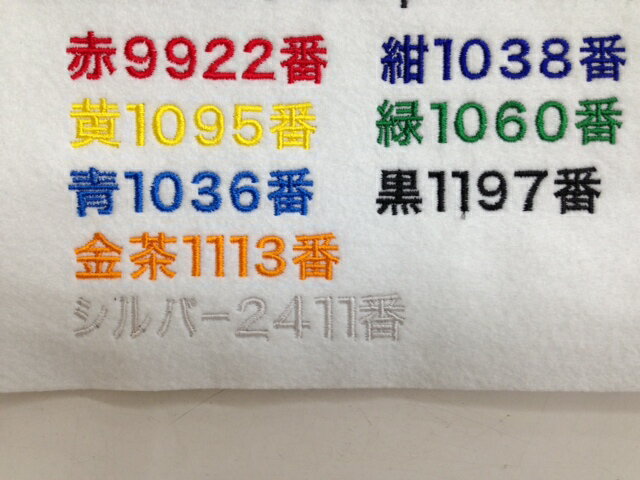 赤9922番 紺1038番
黄1095番 緑1060番
青1036番 黒1197番
金茶1113番
シルバー2411番